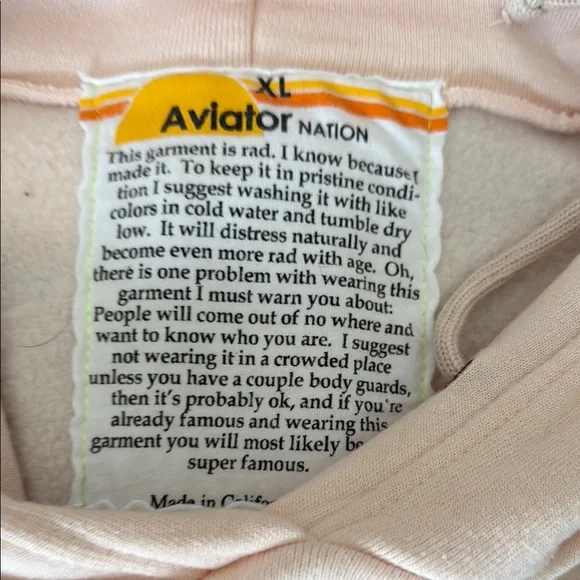 XL
Aviator NATION
This garment is rad. I know because I
made it. To keep it in pristine condi-
tion I suggest washing it with like
colors in cold water and tumble dry
low. It will distress naturally and
become even more rad with age. Oh,
there is one problem with wearing this
garment I must warn you about:
People will come out of no where and
want to know who you are. I suggest
not wearing it in a crowded place
unless you have a couple body guards,
then it's probably ok, and if you're
already famous and wearing this
garment you will most likely
super famous.
Made in